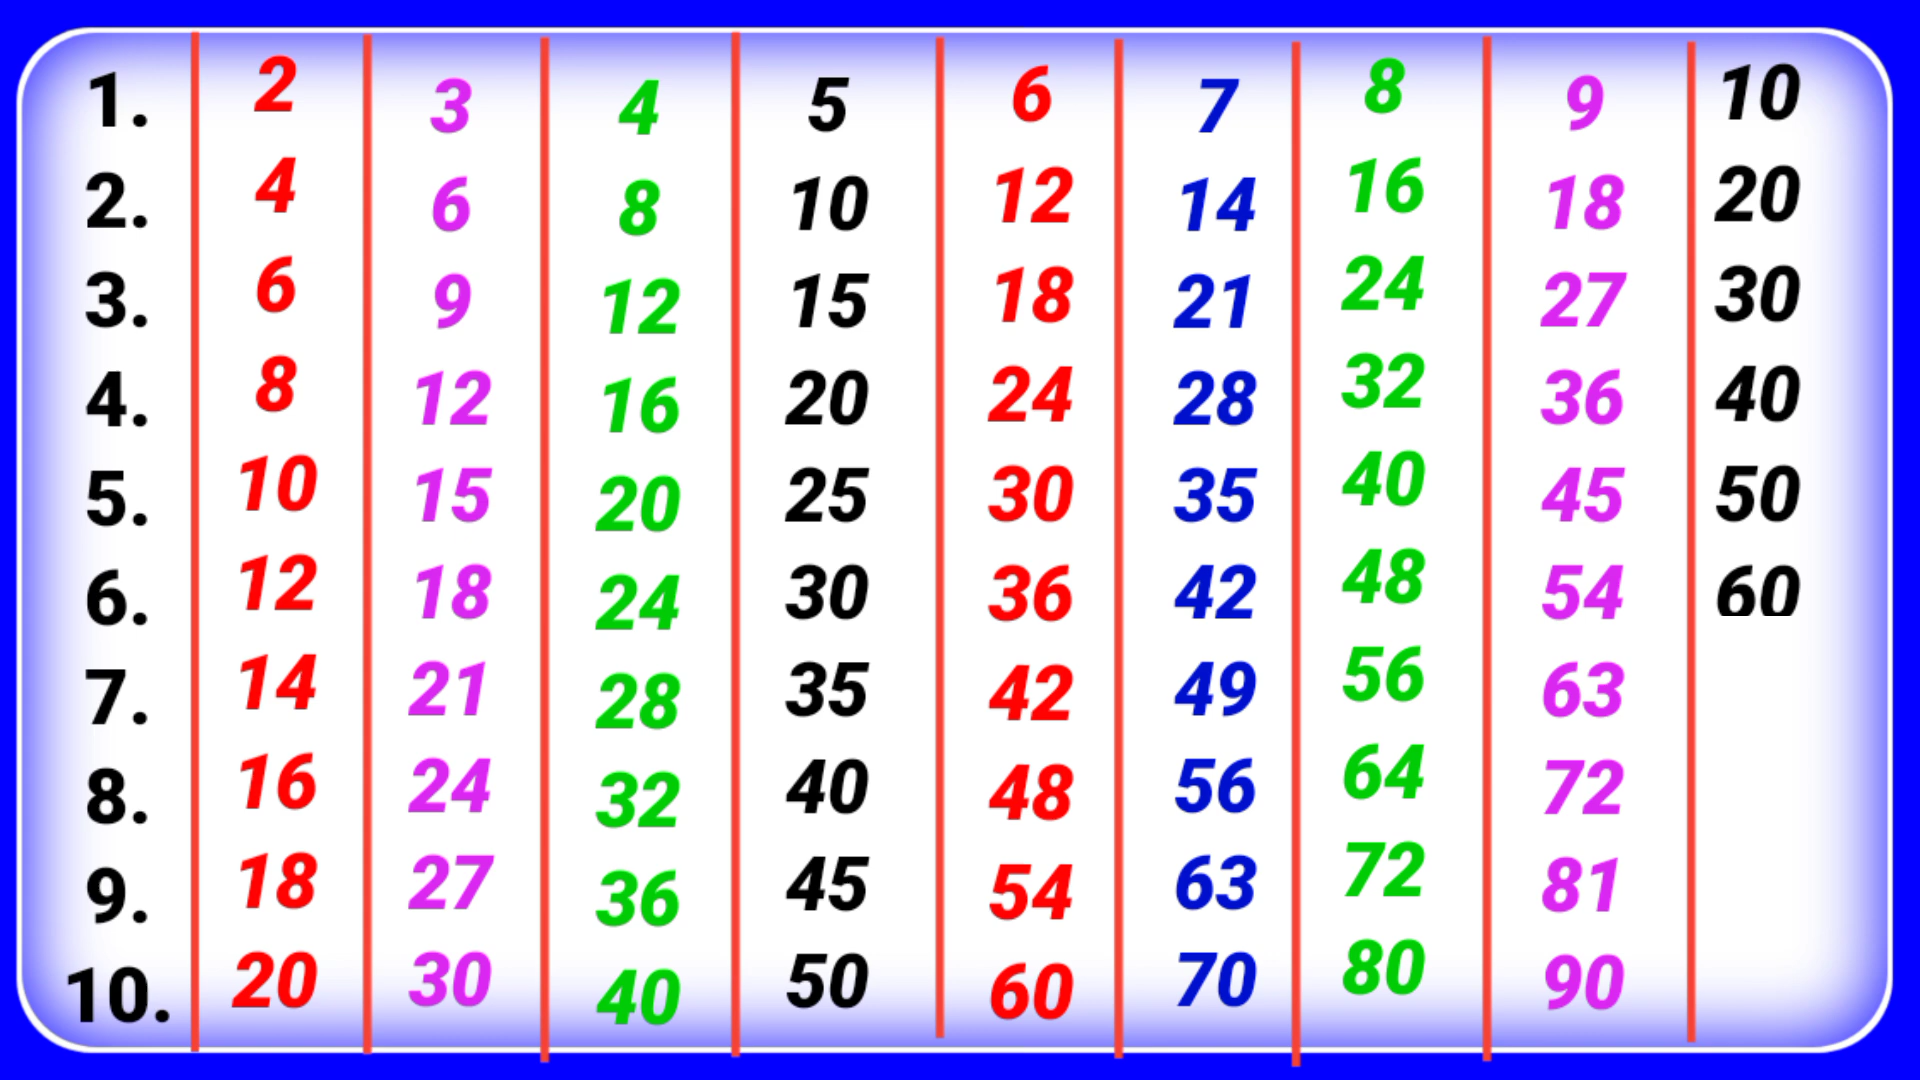 1. 2 3 4 5 6 7 8 9 10
2. 4 6 8 10 12 14 16 18 20
3. 6 9 12 15 18 21 24 27 30
4. 8 12 16 20 24 28 32 36 40
5. 10 15 20 25 30 35 40 45 50
6. 12 18 24 30 36 42 48 54 60
7. 14 21 28 35 42 49 56 63
8. 16 24 32 40 48 56 64 72
9. 18 27 36 45 54 63 72 81
10. 20 30 40 50 60 70 80 90